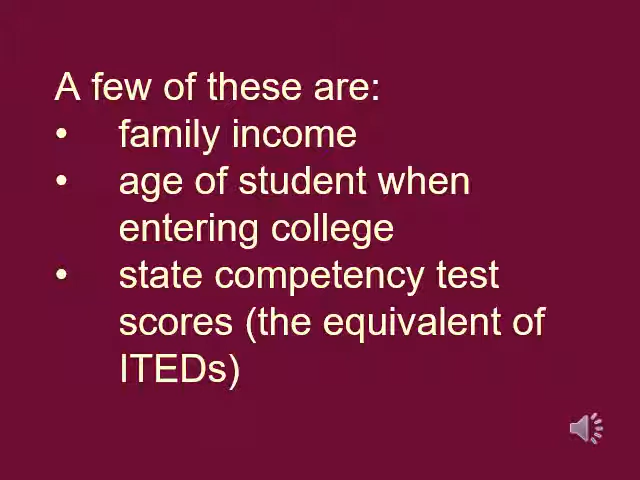 A few of these are:
• family income
• age of student when
entering college
• state competency test
scores (the equivalent of
ITEDs)